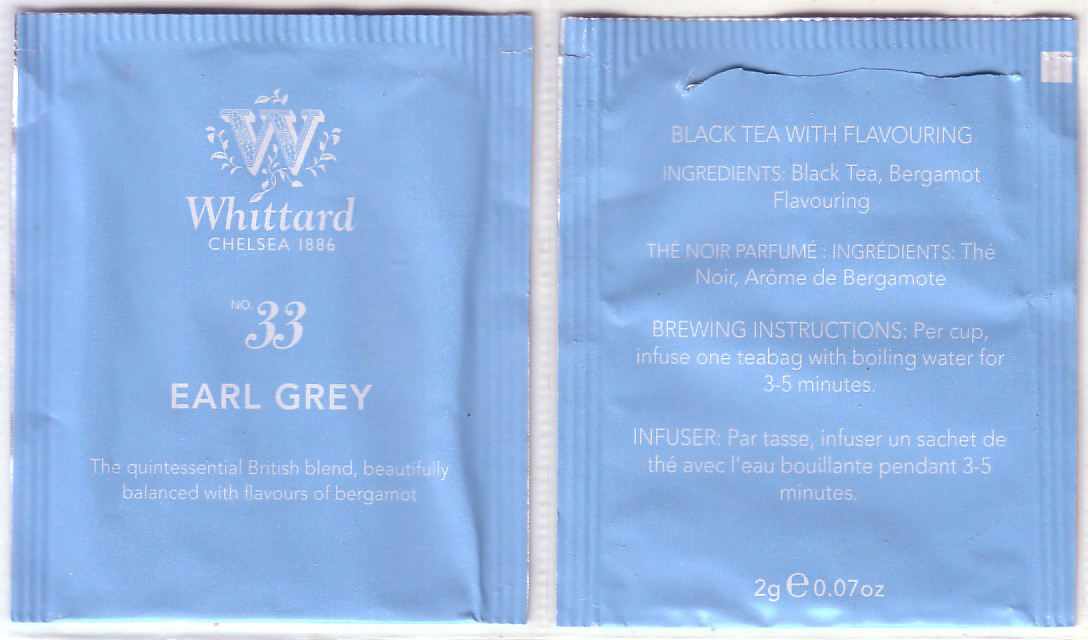 W
Whittard
CHELSEA 1886
NO. 33
EARL GREY
The quintessential British blend, beautifully
balanced with flavours of bergamot
BLACK TEA WITH FLAVOURING
INGREDIENTS: Black Tea, Bergamot
Flavouring
THÉ NOIR PARFUMÉ : INGRÉDIENTS: Thé
Noir, Arôme de Bergamote
BREWING INSTRUCTIONS: Per cup,
infuse one teabag with boiling water for
3-5 minutes.
INFUSER: Par tasse, infuser un sachet de
thé avec l'eau bouillante pendant 3-5
minutes.
2g ℮ 0.07oz